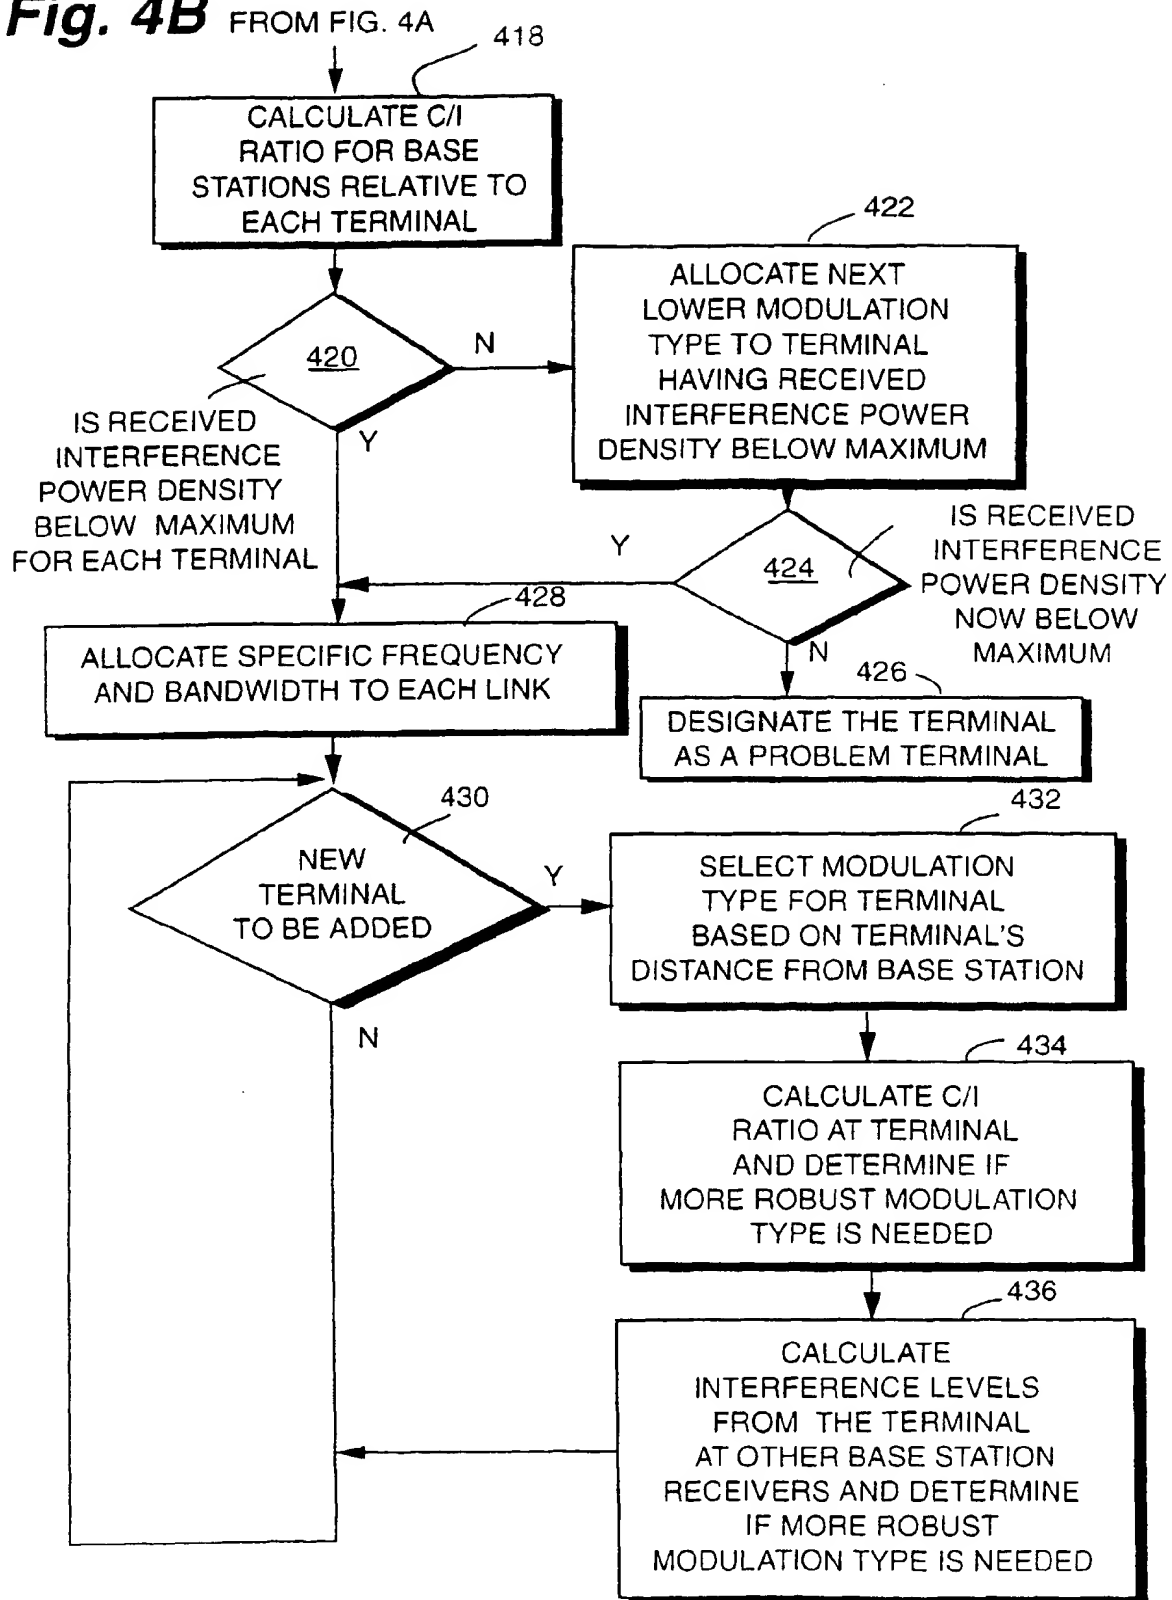 Fig. 4B FROM FIG. 4A
418
CALCULATE C/I
RATIO FOR BASE
STATIONS RELATIVE TO
EACH TERMINAL
420
N
Y
IS RECEIVED
INTERFERENCE
POWER DENSITY
BELOW MAXIMUM
FOR EACH TERMINAL
422
ALLOCATE NEXT
LOWER MODULATION
TYPE TO TERMINAL
HAVING RECEIVED
INTERFERENCE POWER
DENSITY BELOW MAXIMUM
424
Y
N
IS RECEIVED
INTERFERENCE
POWER DENSITY
NOW BELOW
MAXIMUM
426
DESIGNATE THE TERMINAL
AS A PROBLEM TERMINAL
428
ALLOCATE SPECIFIC FREQUENCY
AND BANDWIDTH TO EACH LINK
430
NEW
TERMINAL
TO BE ADDED
Y
N
432
SELECT MODULATION
TYPE FOR TERMINAL
BASED ON TERMINAL'S
DISTANCE FROM BASE STATION
434
CALCULATE C/I
RATIO AT TERMINAL
AND DETERMINE IF
MORE ROBUST MODULATION
TYPE IS NEEDED
436
CALCULATE
INTERFERENCE LEVELS
FROM THE TERMINAL
AT OTHER BASE STATION
RECEIVERS AND DETERMINE
IF MORE ROBUST
MODULATION TYPE IS NEEDED